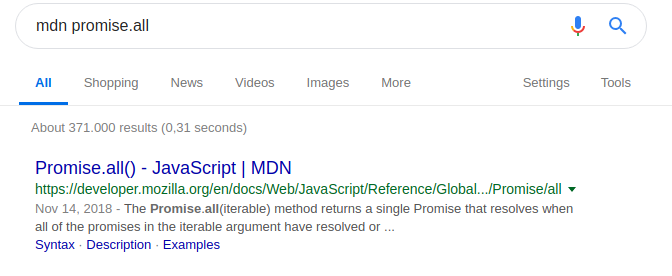 mdn promise.all
All Shopping News Videos Images More Settings Tools
About 371.000 results (0,31 seconds)
Promise.all() - JavaScript | MDN
https://developer.mozilla.org/en/docs/Web/JavaScript/Reference/Global.../Promise/all
Nov 14, 2018 - The Promise.all(iterable) method returns a single Promise that resolves when
all of the promises in the iterable argument have resolved or ...
Syntax · Description · Examples